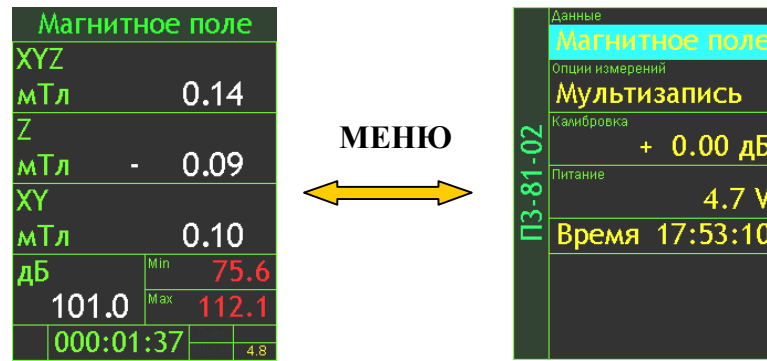 Магнитное поле
XYZ
мТл 0.14
Z
мТл - 0.09
XY
мТл 0.10
дБ
101.0
Min 75.6
Max 112.1
000:01:37
4.8
МЕНЮ
ПЗ-81-02
Данные
Магнитное поле
Опции измерений
Мультизапись
Калибровка
+ 0.00 дБ
Питание
4.7 V
Время 17:53:10